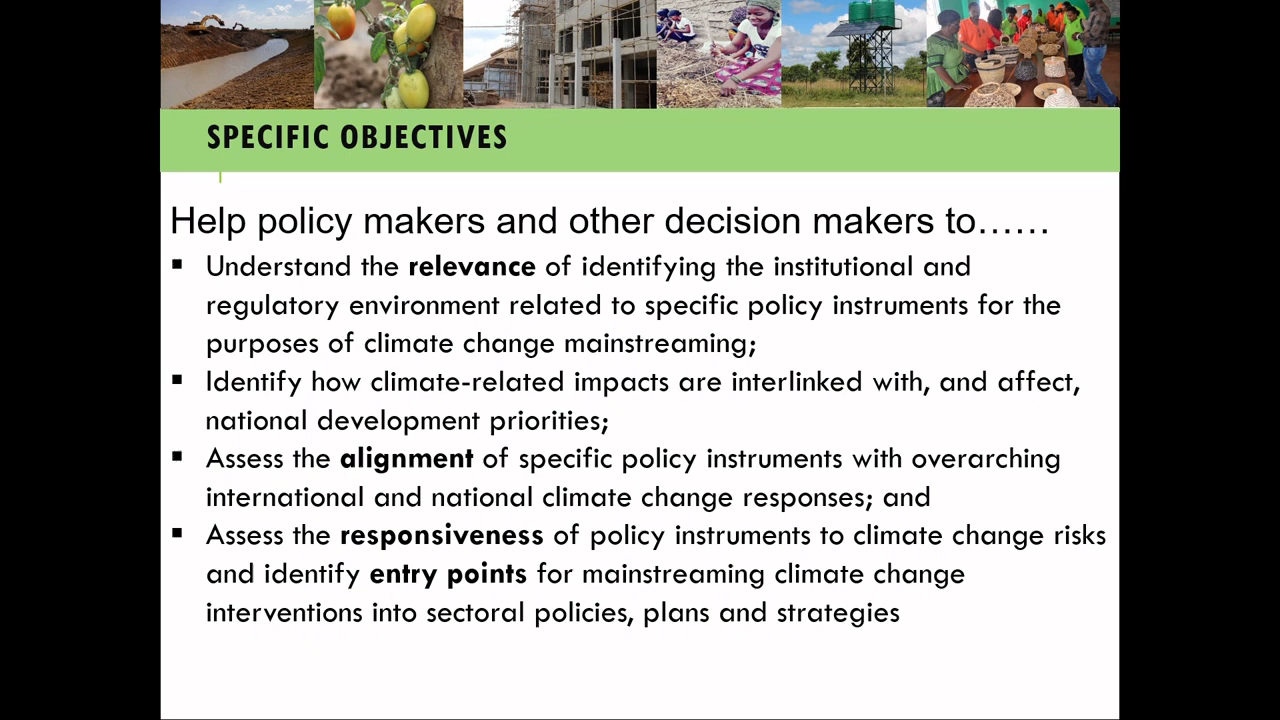 SPECIFIC OBJECTIVES
Help policy makers and other decision makers to……
▪ Understand the relevance of identifying the institutional and
regulatory environment related to specific policy instruments for the
purposes of climate change mainstreaming;
▪ Identify how climate-related impacts are interlinked with, and affect,
national development priorities;
▪ Assess the alignment of specific policy instruments with overarching
international and national climate change responses; and
▪ Assess the responsiveness of policy instruments to climate change risks
and identify entry points for mainstreaming climate change
interventions into sectoral policies, plans and strategies